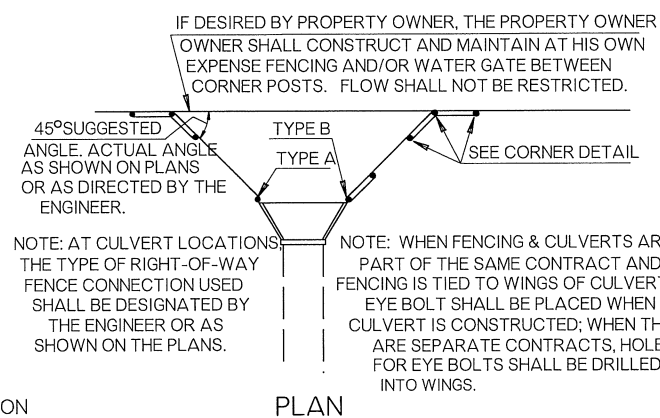 IF DESIRED BY PROPERTY OWNER, THE PROPERTY OWNER
OWNER SHALL CONSTRUCT AND MAINTAIN AT HIS OWN
EXPENSE FENCING AND/OR WATER GATE BETWEEN
CORNER POSTS. FLOW SHALL NOT BE RESTRICTED.
45° SUGGESTED
ANGLE. ACTUAL ANGLE
AS SHOWN ON PLANS
OR AS DIRECTED BY THE
ENGINEER.
TYPE B
TYPE A
SEE CORNER DETAIL
NOTE: AT CULVERT LOCATIONS,
THE TYPE OF RIGHT-OF-WAY
FENCE CONNECTION USED
SHALL BE DESIGNATED BY
THE ENGINEER OR AS
SHOWN ON THE PLANS.
NOTE: WHEN FENCING & CULVERTS AR
PART OF THE SAME CONTRACT AND
FENCING IS TIED TO WINGS OF CULVERT
EYE BOLT SHALL BE PLACED WHEN
CULVERT IS CONSTRUCTED; WHEN TH
ARE SEPARATE CONTRACTS, HOLE
FOR EYE BOLTS SHALL BE DRILLED
INTO WINGS.
ON
PLAN